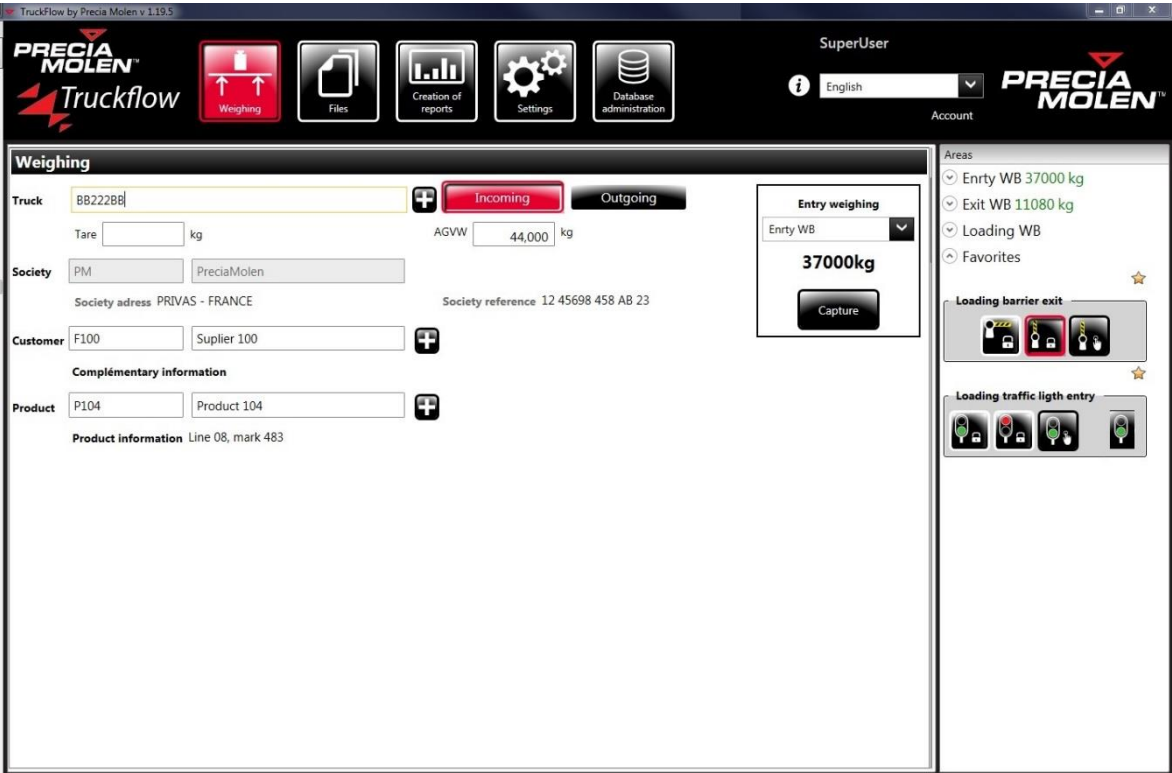 TruckFlow by Precia Molen v 1.19.5
PRECIA
MOLEN™
Truckflow
Weighing
Files
Creation of
reports
Settings
Database
administration
SuperUser
i
English
Account
PRECIA
MOLEN™
Weighing
Truck BB222BB Incoming Outgoing
Tare kg AGVW 44,000 kg
Society PM PreciaMolen
Society adress PRIVAS - FRANCE Society reference 12 45698 458 AB 23
Customer F100 Suplier 100
Complémentary information
Product P104 Product 104
Product information Line 08, mark 483
Entry weighing
Enrty WB
37000kg
Capture
Areas
Enrty WB 37000 kg
Exit WB 11080 kg
Loading WB
Favorites
Loading barrier exit
Loading traffic ligth entry